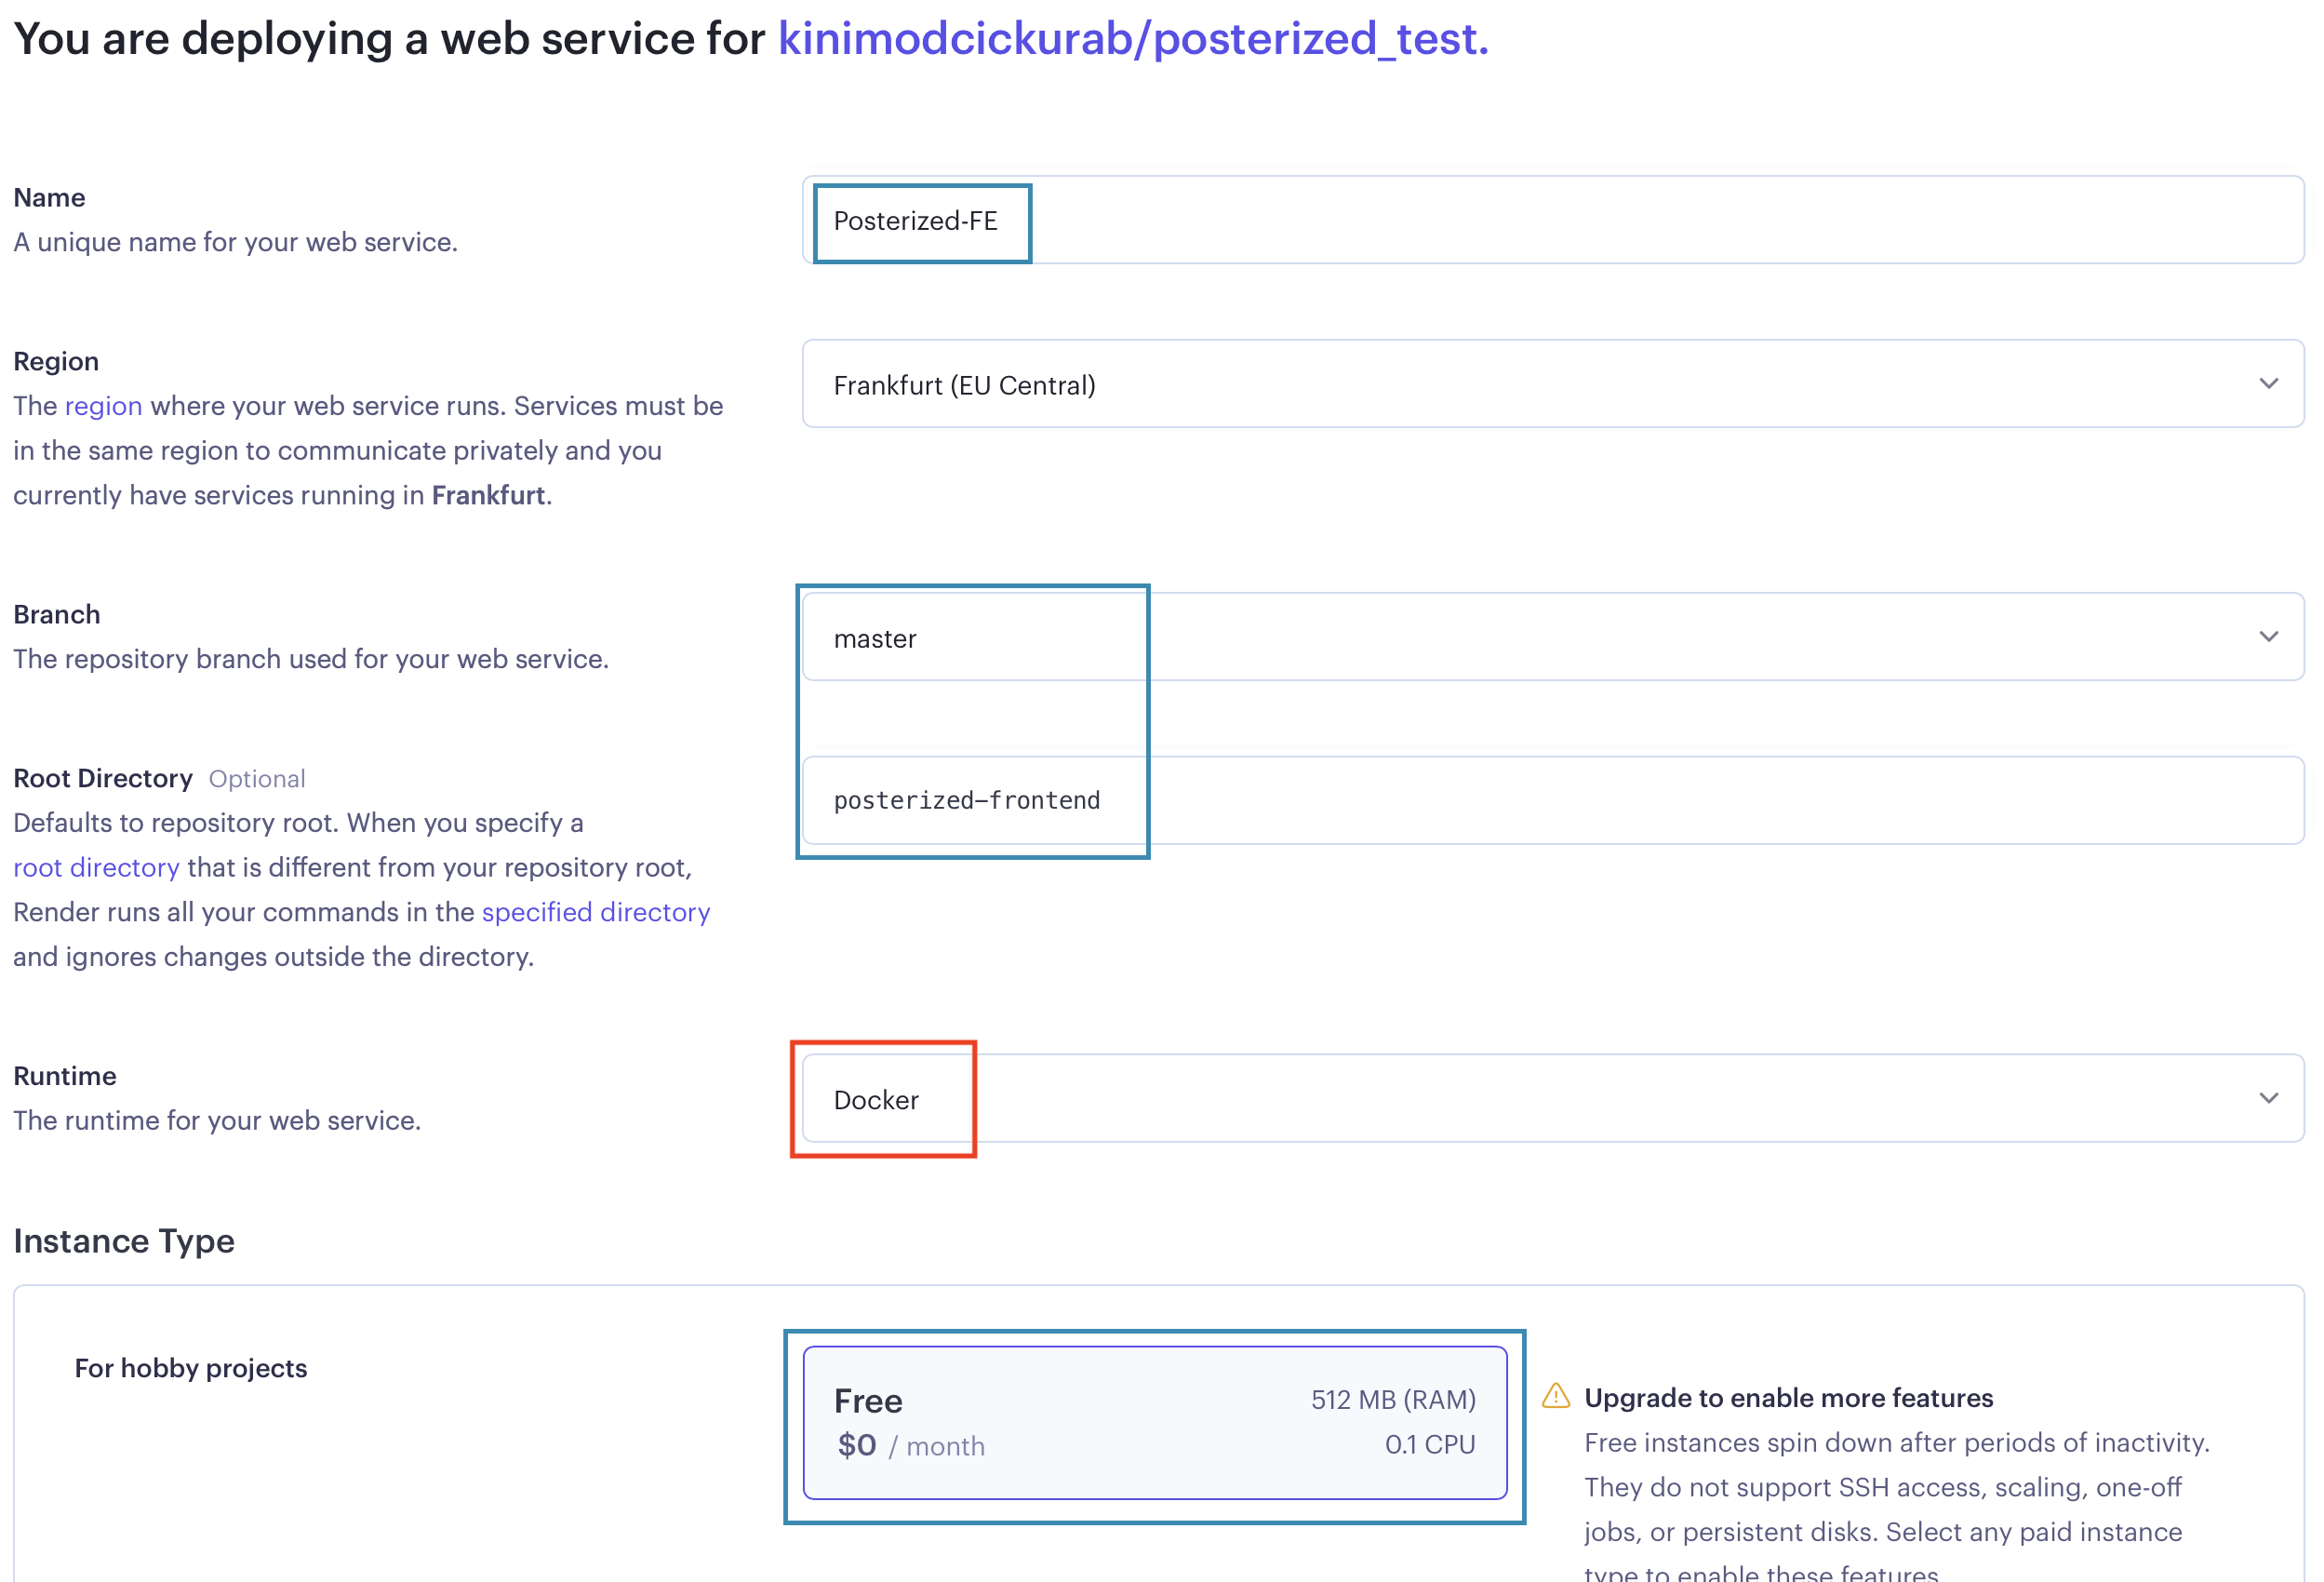 You are deploying a web service for kinimodcickurab/posterized_test.
Name
A unique name for your web service.
Posterized-FE
Region
The region where your web service runs. Services must be
in the same region to communicate privately and you
currently have services running in Frankfurt.
Frankfurt (EU Central)
Branch
The repository branch used for your web service.
master
Root Directory Optional
Defaults to repository root. When you specify a
root directory that is different from your repository root,
Render runs all your commands in the specified directory
and ignores changes outside the directory.
posterized-frontend
Runtime
The runtime for your web service.
Docker
Instance Type
For hobby projects
Free 512 MB (RAM)
$0 / month 0.1 CPU
Upgrade to enable more features
Free instances spin down after periods of inactivity.
They do not support SSH access, scaling, one-off
jobs, or persistent disks. Select any paid instance
type to enable these features.